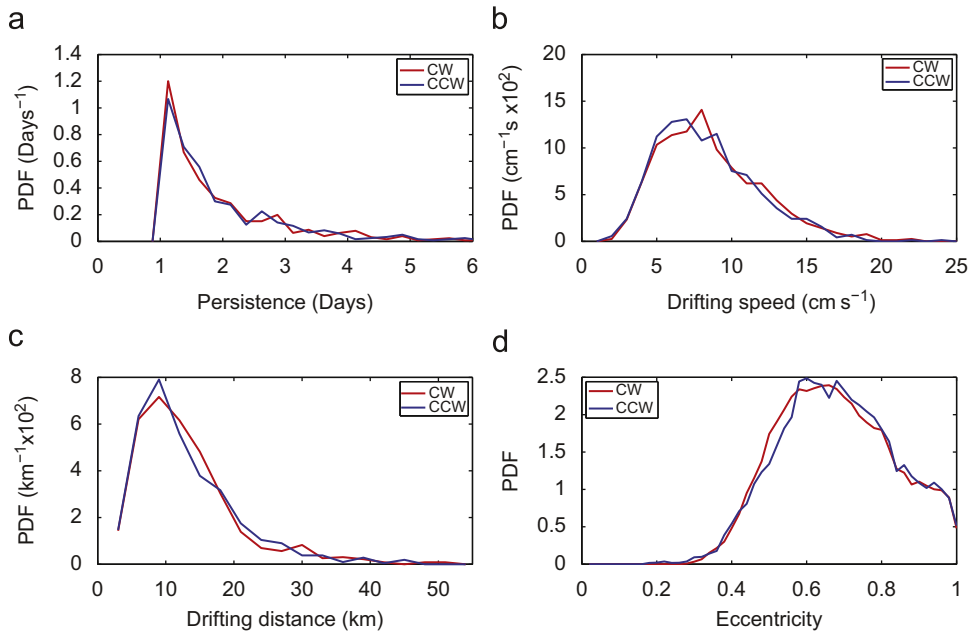 a
1.4
1.2
1
0.8
0.6
0.4
0.2
0
PDF (Days⁻¹)
CW
CCW
0 1 2 3 4 5 6
Persistence (Days)
b
20
15
10
5
0
PDF (cm⁻¹s x10²)
CW
CCW
0 5 10 15 20 25
Drifting speed (cm s⁻¹)
c
8
6
4
2
0
PDF (km⁻¹x10²)
CW
CCW
0 10 20 30 40 50
Drifting distance (km)
d
2.5
2
1.5
1
0.5
0
PDF
CW
CCW
0 0.2 0.4 0.6 0.8 1
Eccentricity